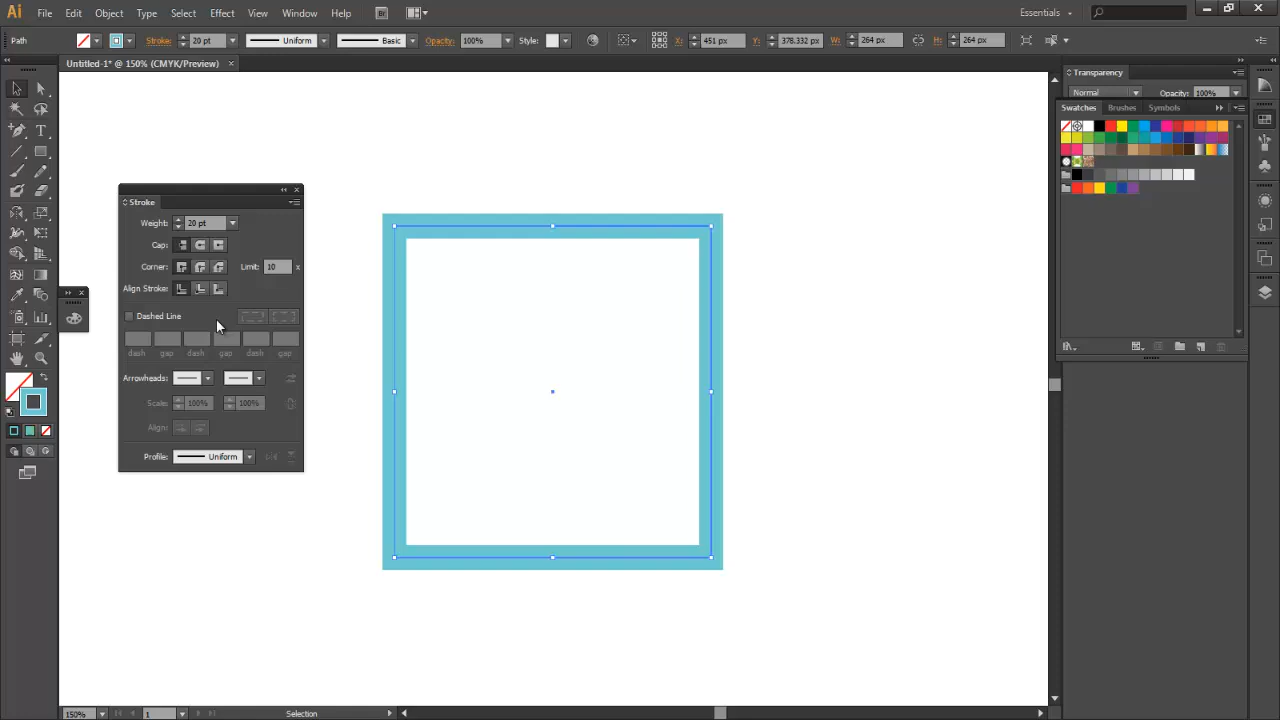 Ai File Edit Object Type Select Effect View Window Help Br Essentials
Path Stroke: 20 pt Uniform Basic Opacity: 100% Style: X: 451 px Y: 378.332 px W: 264 px H: 264 px
Untitled-1* @ 150% (CMYK/Preview)
Transparency
Normal Opacity: 100%
Swatches Brushes Symbols
Stroke
Weight: 20 pt
Cap:
Corner: Limit: 10 x
Align Stroke:
Dashed Line
dash gap dash gap dash gap
Arrowheads:
Scale: 100% 100%
Align:
Profile: Uniform
150% 1 Selection